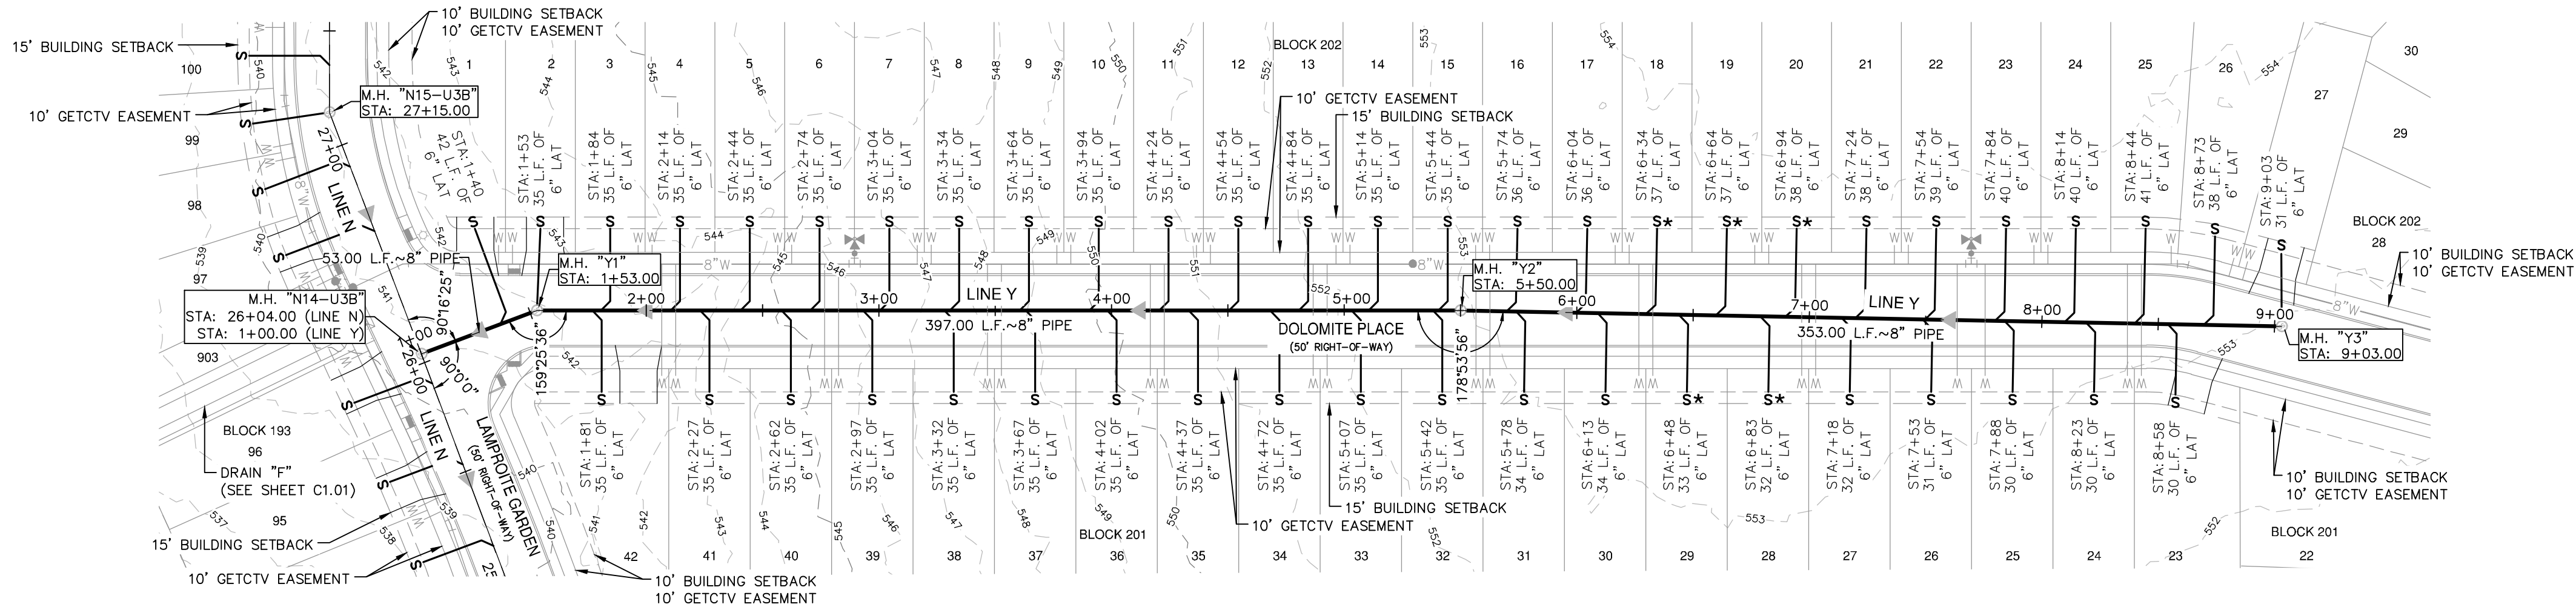 10' BUILDING SETBACK
10' GETCTV EASEMENT
15' BUILDING SETBACK
10' GETCTV EASEMENT
M.H. "N15-U3B"
STA: 27+15.00
100
99
98
97
903
BLOCK 193
96
95
DRAIN "F"
(SEE SHEET C1.01)
15' BUILDING SETBACK
10' GETCTV EASEMENT
27+00
LINE N
8"W
53.00 L.F.~8" PIPE
M.H. "N14-U3B"
STA: 26+04.00 (LINE N)
STA: 1+00.00 (LINE Y)
90°16'25"
90°0'0"
26+00
LINE N
LAMPROITE GARDEN
(50' RIGHT-OF-WAY)
159°25'36"
M.H. "Y1"
STA: 1+53.00
BLOCK 202
1
2
3
4
5
6
7
8
9
10
11
12
13
14
15
16
17
18
19
20
21
22
23
24
25
26
27
28
29
30
10' GETCTV EASEMENT
15' BUILDING SETBACK
STA:1+40
42 L.F. OF
6" LAT
STA:1+53
35 L.F. OF
6" LAT
STA:1+84
35 L.F. OF
6" LAT
STA:2+14
35 L.F. OF
6" LAT
STA:2+44
35 L.F. OF
6" LAT
STA:2+74
35 L.F. OF
6" LAT
STA:3+04
35 L.F. OF
6" LAT
STA:3+34
35 L.F. OF
6" LAT
STA:3+64
35 L.F. OF
6" LAT
STA:3+94
35 L.F. OF
6" LAT
STA:4+24
35 L.F. OF
6" LAT
STA:4+54
35 L.F. OF
6" LAT
STA:4+84
35 L.F. OF
6" LAT
STA:5+14
35 L.F. OF
6" LAT
STA:5+44
35 L.F. OF
6" LAT
STA:5+74
36 L.F. OF
6" LAT
STA:6+04
36 L.F. OF
6" LAT
STA:6+34
37 L.F. OF
6" LAT
STA:6+64
37 L.F. OF
6" LAT
STA:6+94
38 L.F. OF
6" LAT
STA:7+24
38 L.F. OF
6" LAT
STA:7+54
39 L.F. OF
6" LAT
STA:7+84
40 L.F. OF
6" LAT
STA:8+14
40 L.F. OF
6" LAT
STA:8+44
41 L.F. OF
6" LAT
STA:8+73
38 L.F. OF
6" LAT
STA:9+03
31 L.F. OF
6" LAT
BLOCK 202
10' BUILDING SETBACK
10' GETCTV EASEMENT
8"W
8"W
8"W
2+00
3+00
LINE Y
4+00
5+00
6+00
7+00
LINE Y
8+00
9+00
397.00 L.F.~8" PIPE
DOLOMITE PLACE
(50' RIGHT-OF-WAY)
M.H. "Y2"
STA: 5+50.00
178°53'56"
353.00 L.F.~8" PIPE
M.H. "Y3"
STA: 9+03.00
STA:1+81
35 L.F. OF
6" LAT
STA:2+27
35 L.F. OF
6" LAT
STA:2+62
35 L.F. OF
6" LAT
STA:2+97
35 L.F. OF
6" LAT
STA:3+32
35 L.F. OF
6" LAT
STA:3+67
35 L.F. OF
6" LAT
STA:4+02
35 L.F. OF
6" LAT
STA:4+37
35 L.F. OF
6" LAT
STA:4+72
35 L.F. OF
6" LAT
STA:5+07
35 L.F. OF
6" LAT
STA:5+42
35 L.F. OF
6" LAT
STA:5+78
34 L.F. OF
6" LAT
STA:6+13
34 L.F. OF
6" LAT
STA:6+48
33 L.F. OF
6" LAT
STA:6+83
32 L.F. OF
6" LAT
STA:7+18
32 L.F. OF
6" LAT
STA:7+53
31 L.F. OF
6" LAT
STA:7+88
30 L.F. OF
6" LAT
STA:8+23
30 L.F. OF
6" LAT
STA:8+58
30 L.F. OF
6" LAT
15' BUILDING SETBACK
10' GETCTV EASEMENT
10' BUILDING SETBACK
10' GETCTV EASEMENT
10' BUILDING SETBACK
10' GETCTV EASEMENT
BLOCK 201
BLOCK 201
42
41
40
39
38
37
36
35
34
33
32
31
30
29
28
27
26
25
24
23
22